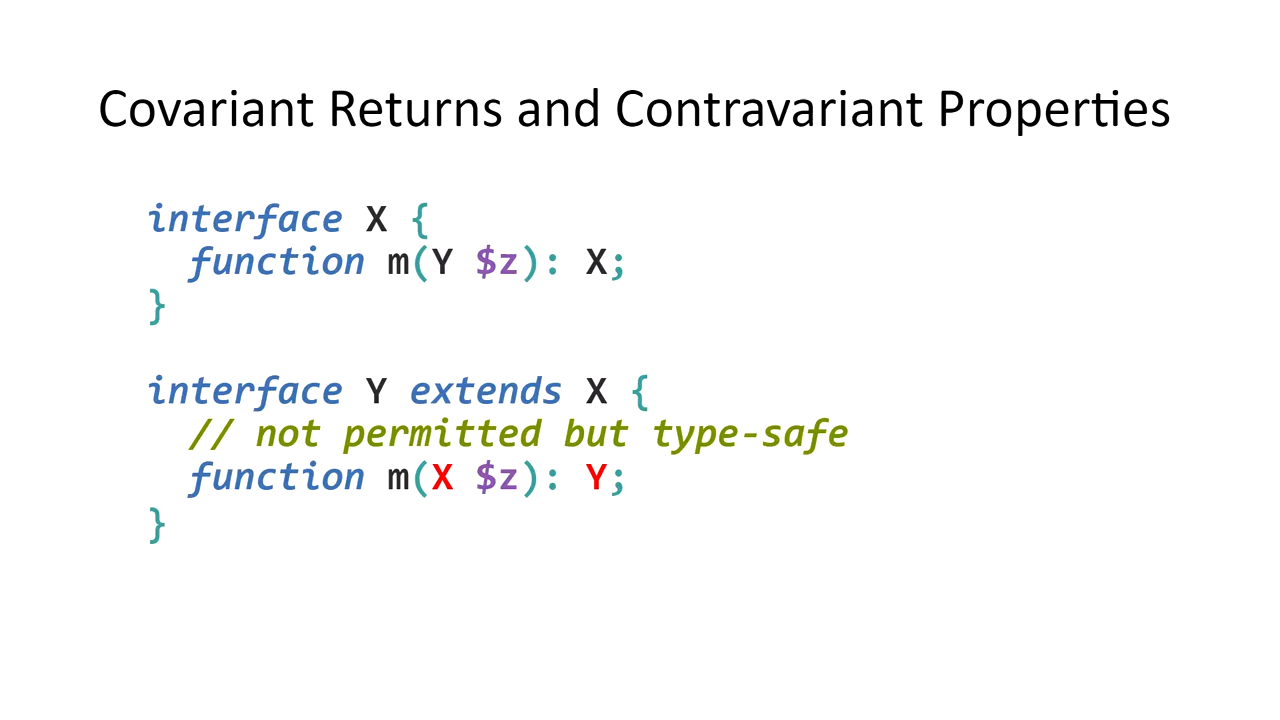 Covariant Returns and Contravariant Properties
interface X {
  function m(Y $z): X;
}
interface Y extends X {
  // not permitted but type-safe
  function m(X $z): Y;
}